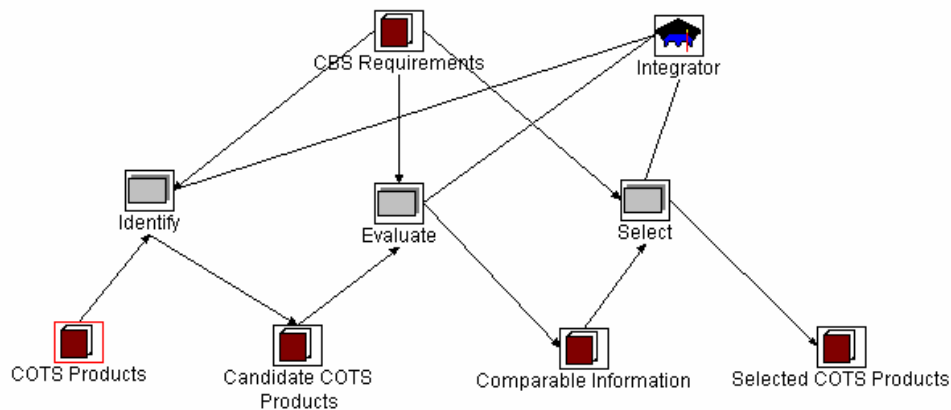 CBS Requirements
Integrator
Identify
Evaluate
Select
COTS Products
Candidate COTS
Products
Comparable Information
Selected COTS Products